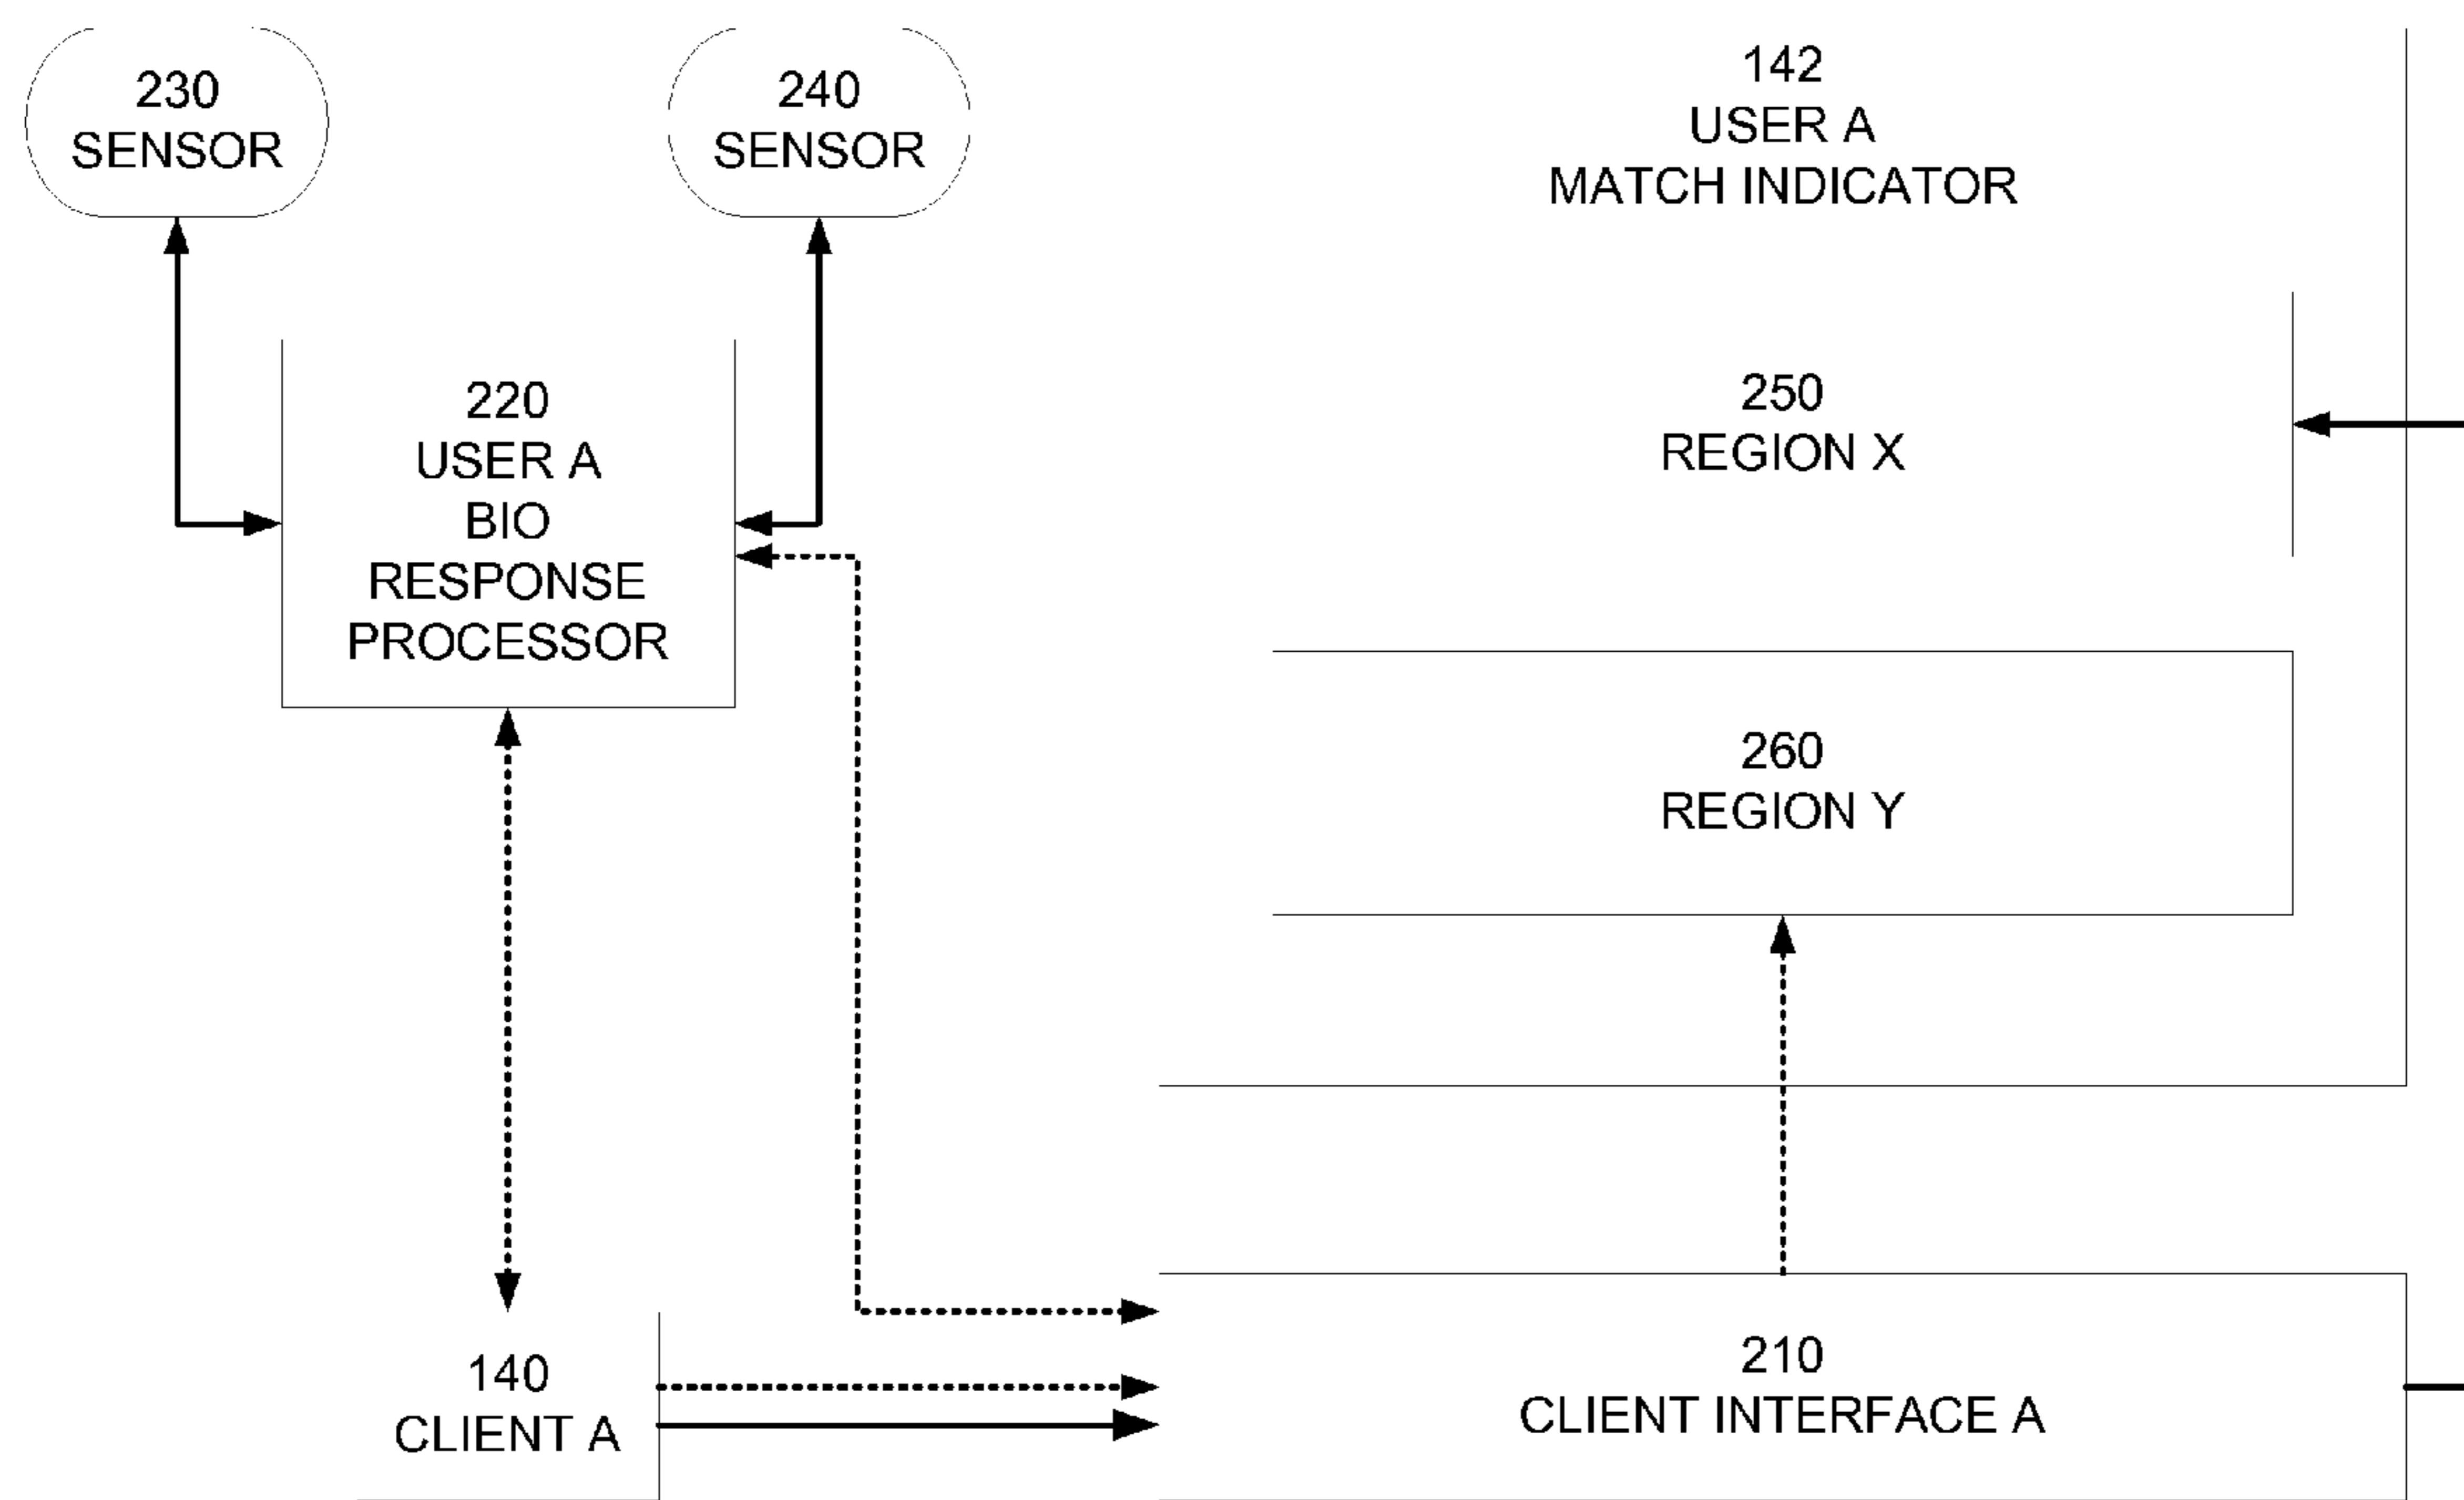 230
SENSOR
240
SENSOR
142
USER A
MATCH INDICATOR
220
USER A
BIO
RESPONSE
PROCESSOR
250
REGION X
260
REGION Y
140
CLIENT A
210
CLIENT INTERFACE A